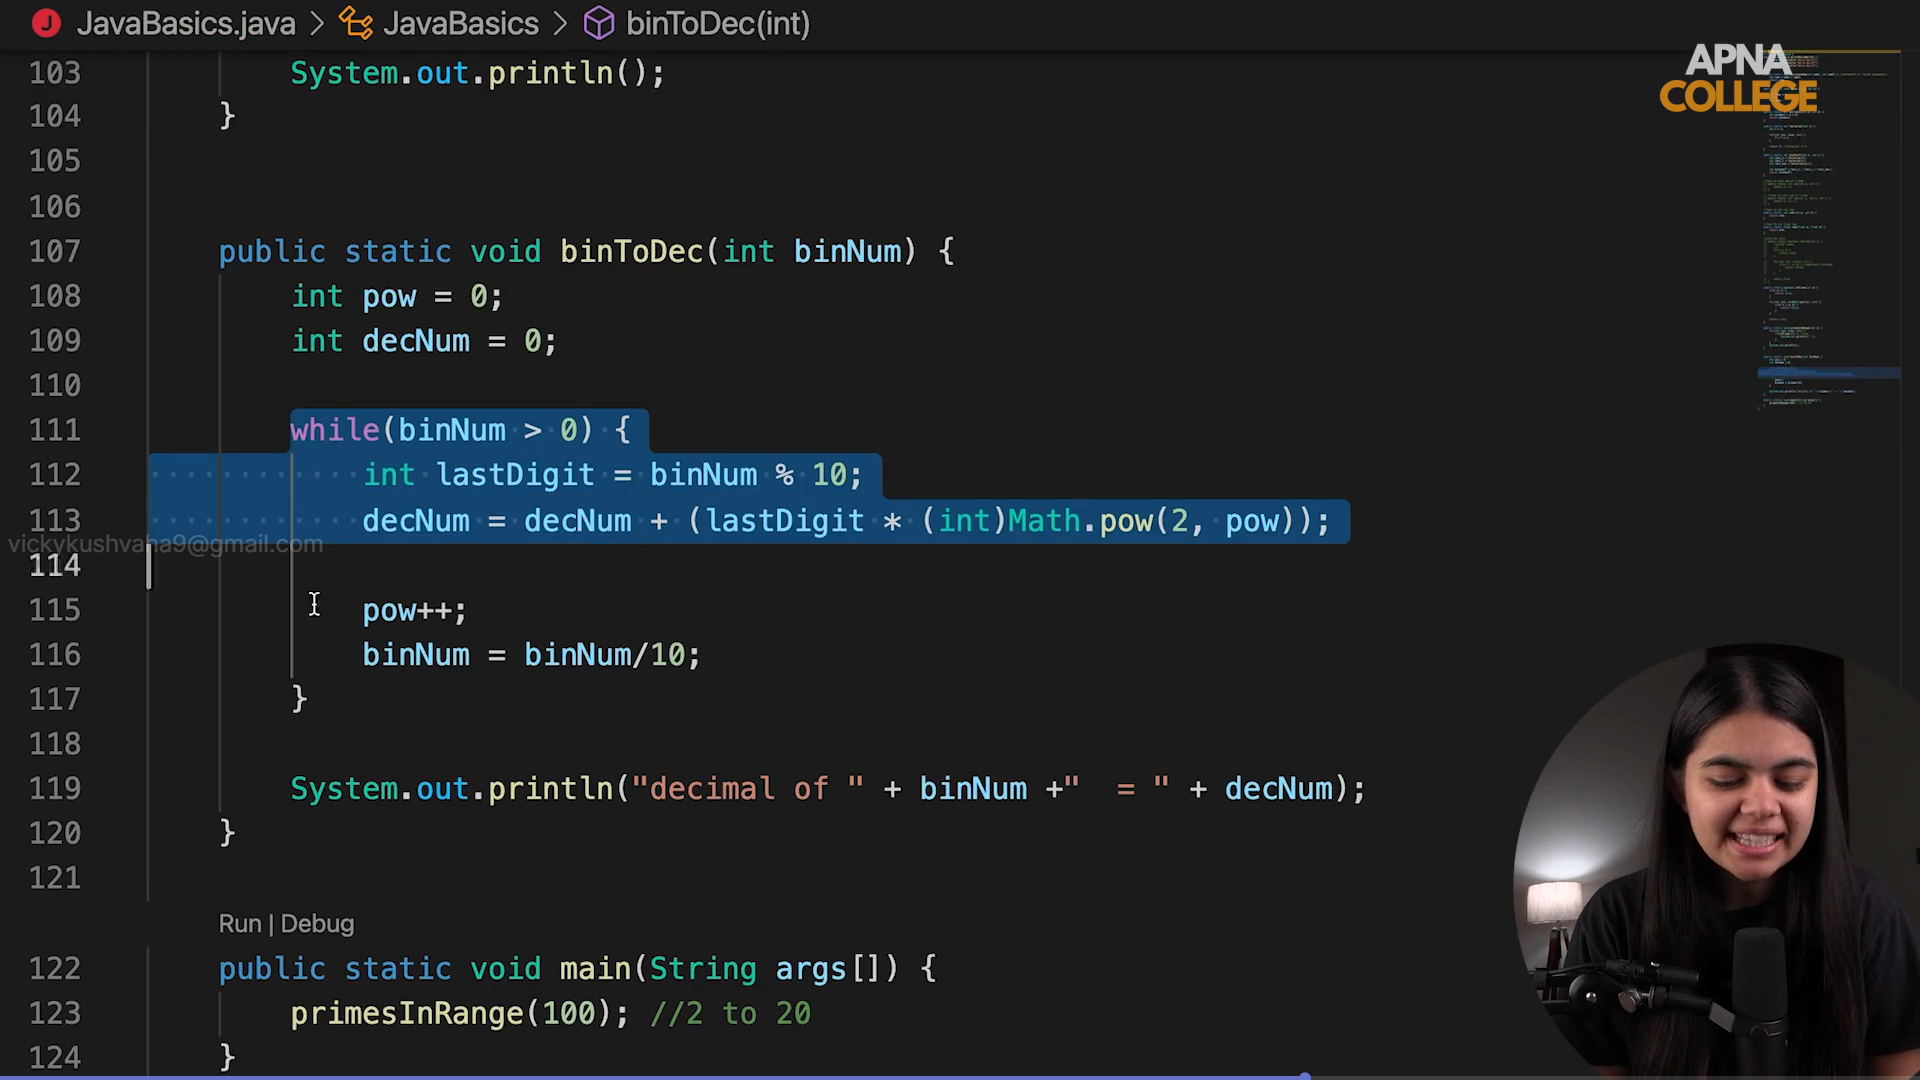 JavaBasics.java > JavaBasics > binToDec(int)
APNA
COLLEGE
103 System.out.println();
104 }
105
106
107 public static void binToDec(int binNum) {
108 int pow = 0;
109 int decNum = 0;
110
111 while(binNum > 0) {
112 int lastDigit = binNum % 10;
113 decNum = decNum + (lastDigit * (int)Math.pow(2, pow));
vickykushvaha9@gmail.com
114
115 pow++;
116 binNum = binNum/10;
117 }
118
119 System.out.println("decimal of " + binNum +"  = " + decNum);
120 }
121
Run | Debug
122 public static void main(String args[]) {
123 primesInRange(100); //2 to 20
124 }